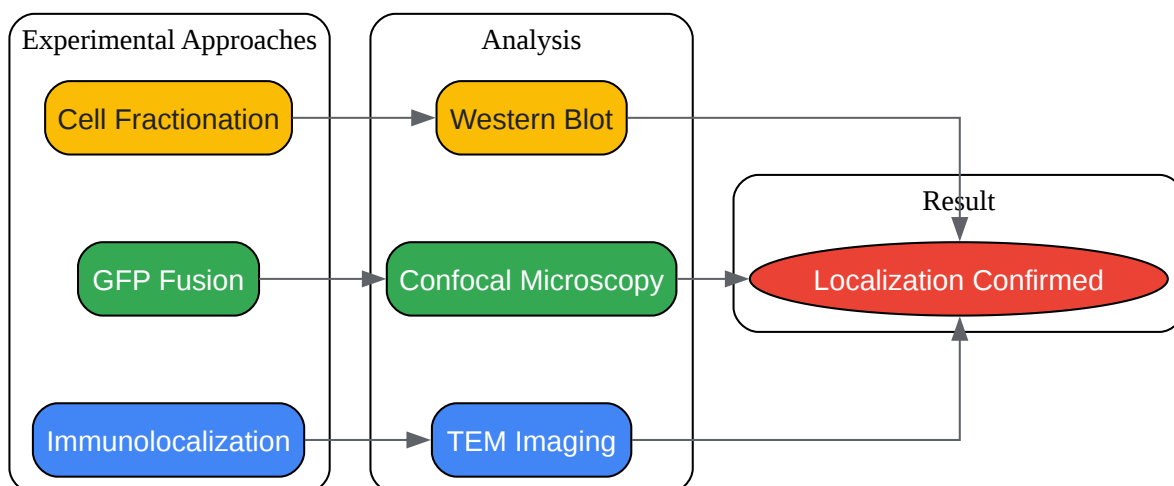 Experimental Approaches
Analysis
Cell Fractionation
Western Blot
Result
GFP Fusion
Confocal Microscopy
Localization Confirmed
Immunolocalization
TEM Imaging